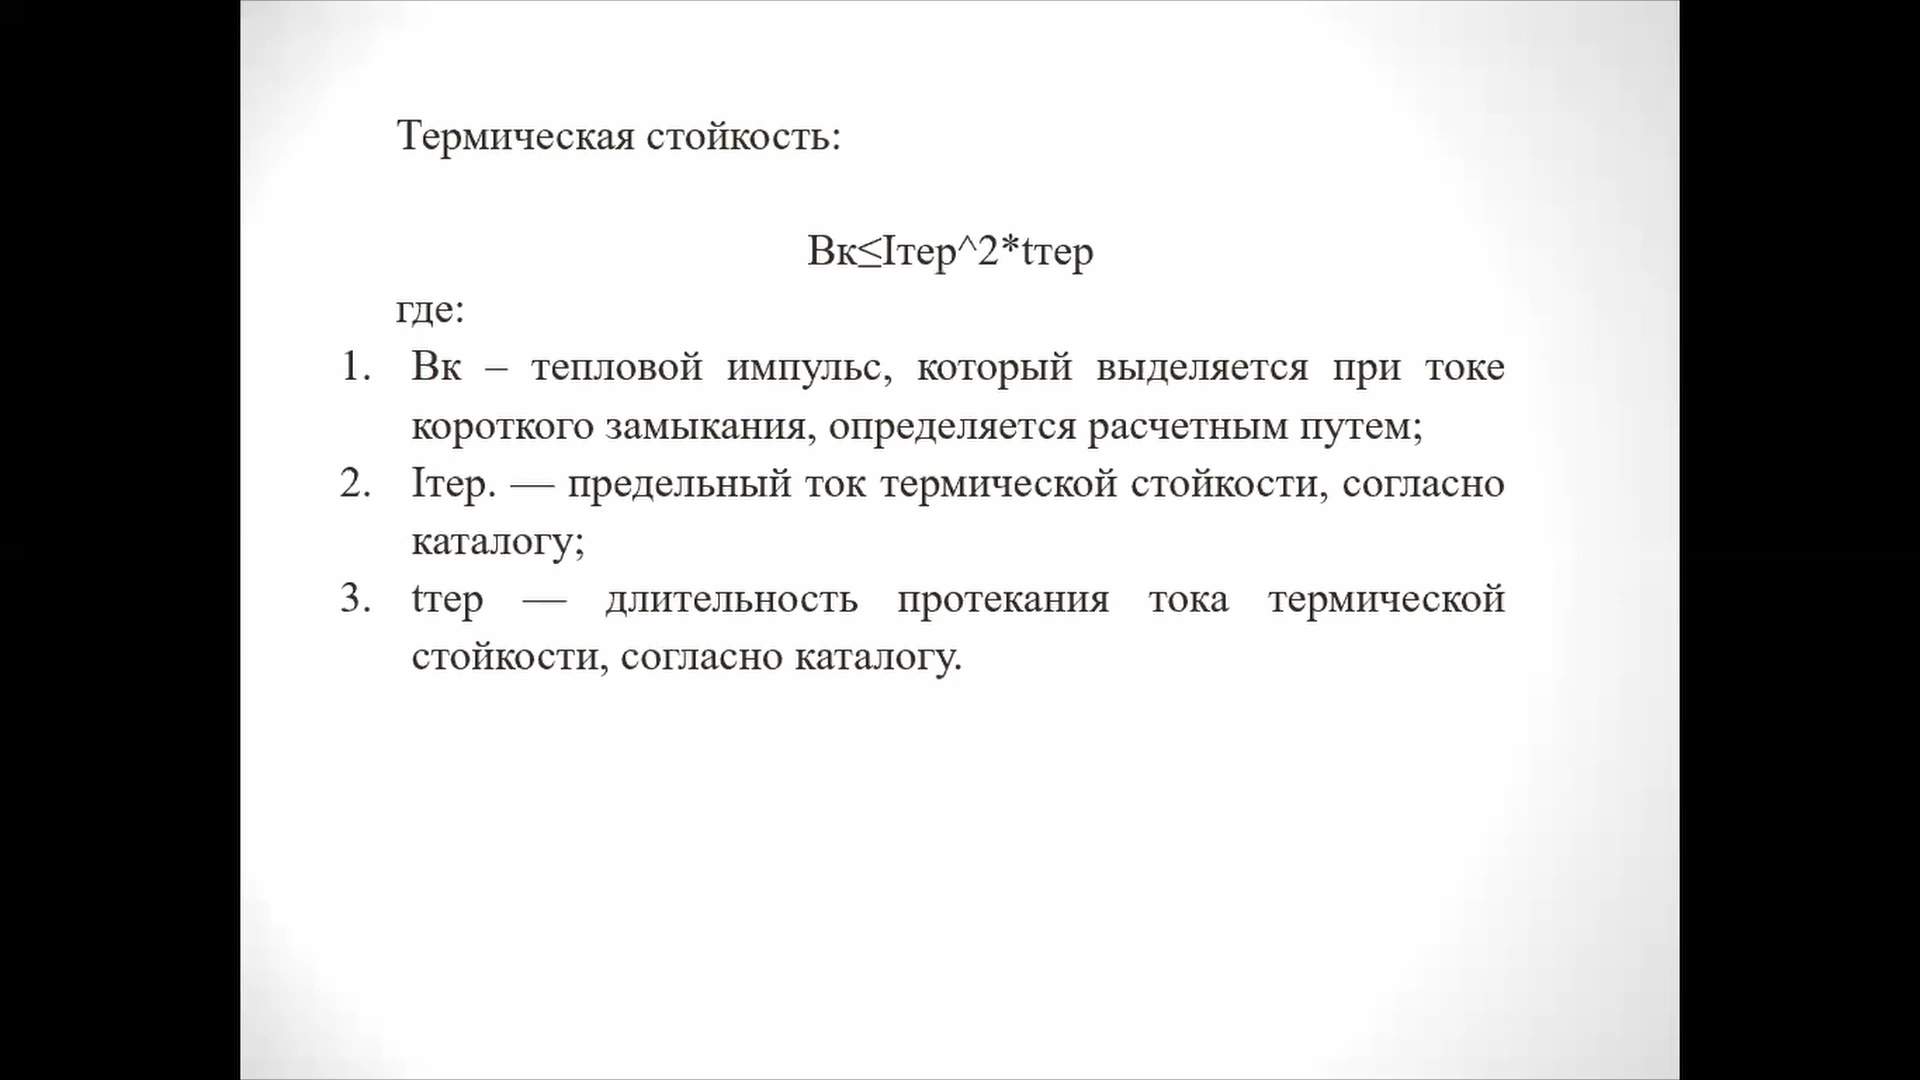 Термическая стойкость:
Вк≤Iтер^2*tтер
где:
1. Вк – тепловой импульс, который выделяется при токе
короткого замыкания, определяется расчетным путем;
2. Iтер. — предельный ток термической стойкости, согласно
каталогу;
3. tтер — длительность протекания тока термической
стойкости, согласно каталогу.